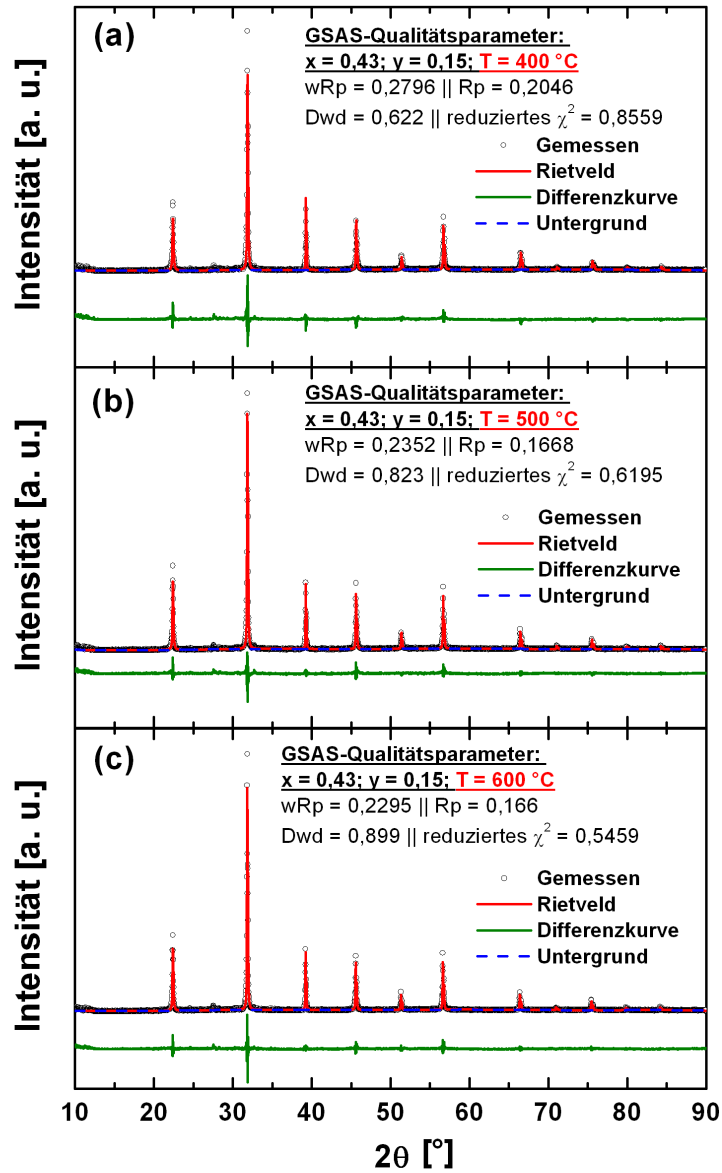 (a)
GSAS-Qualitätsparameter:
x = 0,43; y = 0,15; T = 400 °C
wRp = 0,2796 || Rp = 0,2046
Dwd = 0,622 || reduziertes χ² = 0,8559
Gemessen
Rietveld
Differenzkurve
Untergrund
Intensität [a. u.]
(b)
GSAS-Qualitätsparameter:
x = 0,43; y = 0,15; T = 500 °C
wRp = 0,2352 || Rp = 0,1668
Dwd = 0,823 || reduziertes χ² = 0,6195
Gemessen
Rietveld
Differenzkurve
Untergrund
Intensität [a. u.]
(c)
GSAS-Qualitätsparameter:
x = 0,43; y = 0,15; T = 600 °C
wRp = 0,2295 || Rp = 0,166
Dwd = 0,899 || reduziertes χ² = 0,5459
Gemessen
Rietveld
Differenzkurve
Untergrund
Intensität [a. u.]
10 20 30 40 50 60 70 80 90
2θ [°]